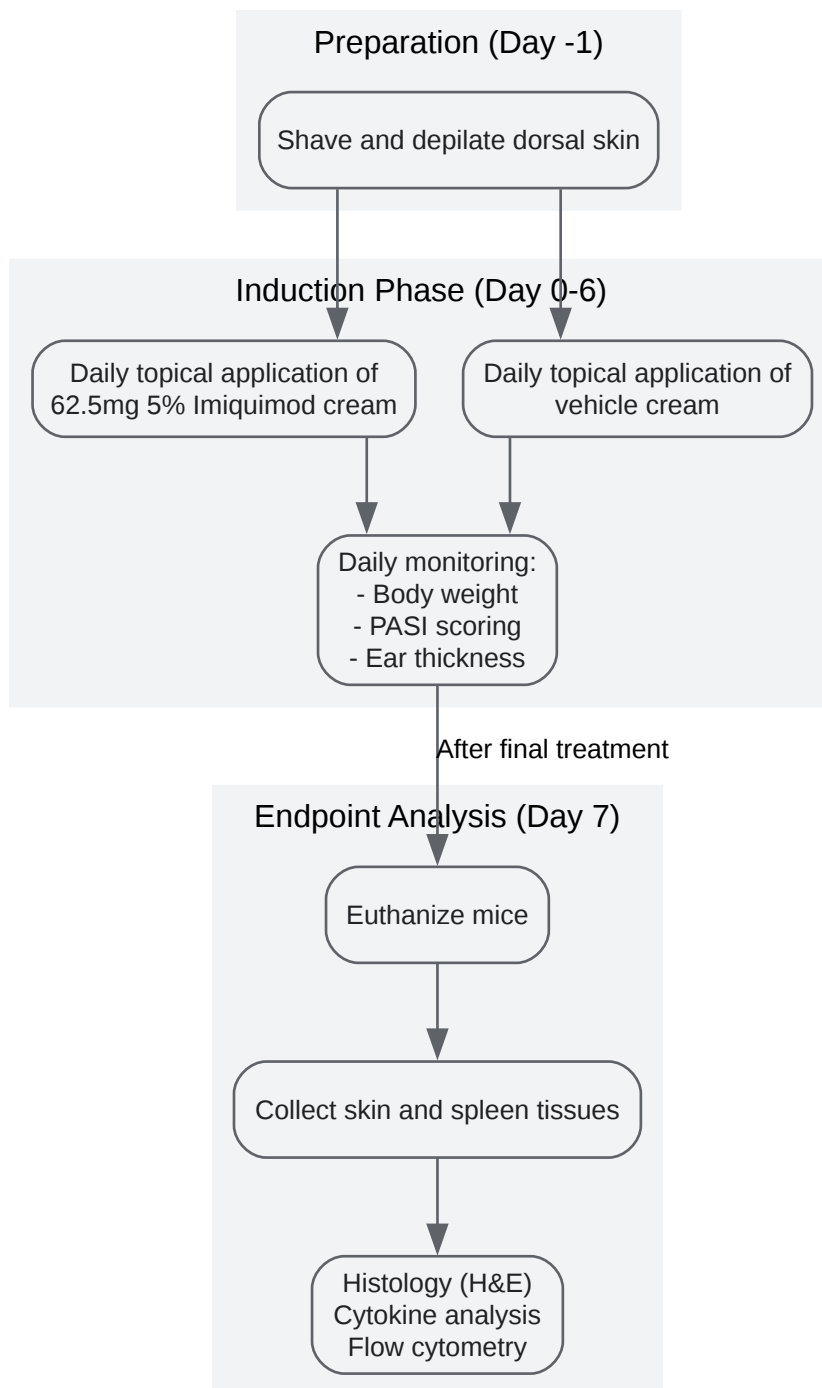 Preparation (Day -1)
Shave and depilate dorsal skin
Induction Phase (Day 0-6)
Daily topical application of
62.5mg 5% Imiquimod cream
Daily topical application of
vehicle cream
Daily monitoring:
- Body weight
- PASI scoring
- Ear thickness
After final treatment
Endpoint Analysis (Day 7)
Euthanize mice
Collect skin and spleen tissues
Histology (H&E)
Cytokine analysis
Flow cytometry